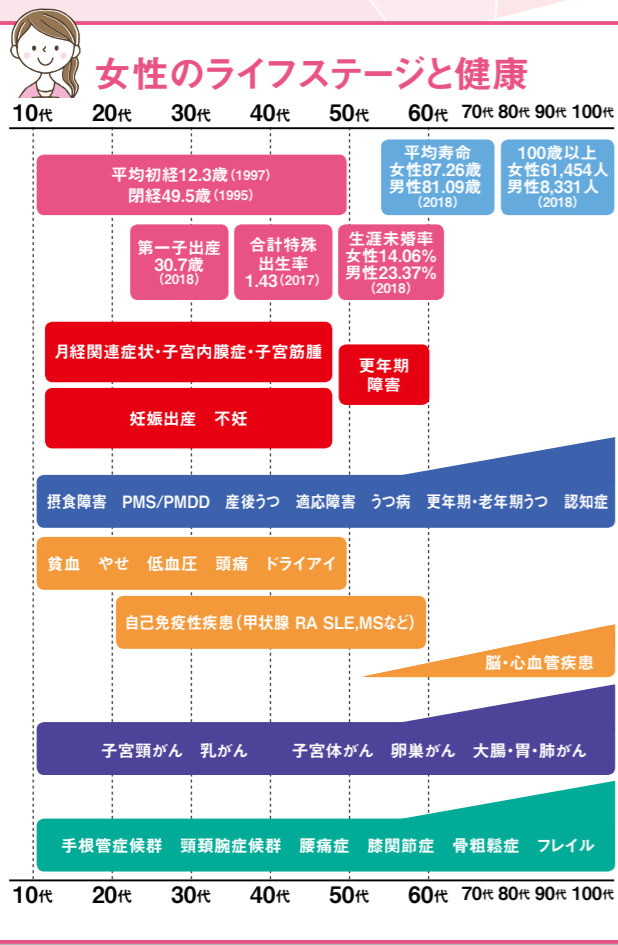 女性のライフステージと健康
10代 20代 30代 40代 50代 60代 70代 80代 90代 100代
平均初経12.3歳(1997)
閉経49.5歳(1995)
平均寿命
女性87.26歳
男性81.09歳
(2018)
100歳以上
女性61,454人
男性8,331人
(2018)
第一子出産
30.7歳
(2018)
合計特殊
出生率
1.43(2017)
生涯未婚率
女性14.06%
男性23.37%
(2018)
月経関連症状・子宮内膜症・子宮筋腫
更年期
障害
妊娠出産 不妊
摂食障害 PMS/PMDD 産後うつ 適応障害 うつ病 更年期・老年期うつ 認知症
貧血 やせ 低血圧 頭痛 ドライアイ
自己免疫性疾患(甲状腺 RA SLE,MSなど)
脳・心血管疾患
子宮頸がん 乳がん 子宮体がん 卵巣がん 大腸・胃・肺がん
手根管症候群 頸頚腕症候群 腰痛症 膝関節症 骨粗鬆症 フレイル
10代 20代 30代 40代 50代 60代 70代 80代 90代 100代